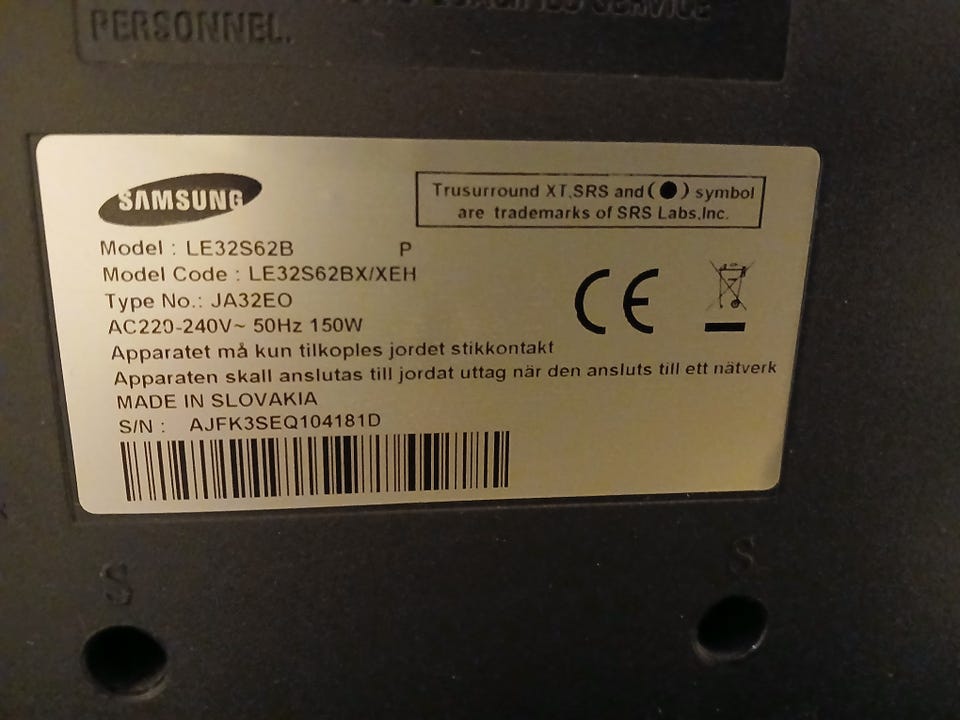 SERVICE
PERSONNEL.
SAMSUNG
Trusurround XT,SRS and (●) symbol
are trademarks of SRS Labs,Inc.
Model : LE32S62B P
Model Code : LE32S62BX/XEH
Type No.: JA32EO
AC220-240V~ 50Hz 150W
Apparatet må kun tilkoples jordet stikkontakt
Apparaten skall anslutas till jordat uttag när den ansluts till ett nätverk
MADE IN SLOVAKIA
S/N : AJFK3SEQ104181D
CE
S
S